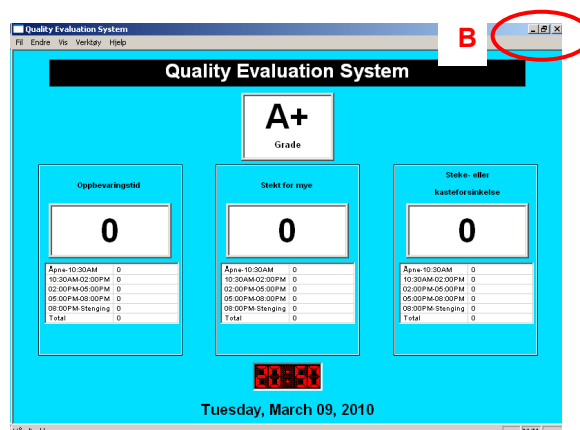 Quality Evaluation System
B
Fil Endre Vis Verktøy Hjelp
Quality Evaluation System
A+
Grade
Oppbevaringstid
0
Åpne-10:30AM 0
10:30AM-02:00PM 0
02:00PM-05:00PM 0
05:00PM-08:00PM 0
08:00PM-Stenging 0
Total 0
Stekt for mye
0
Åpne-10:30AM 0
10:30AM-02:00PM 0
02:00PM-05:00PM 0
05:00PM-08:00PM 0
08:00PM-Stenging 0
Total 0
Steke- eller
kasteforsinkelse
0
Åpne-10:30AM 0
10:30AM-02:00PM 0
02:00PM-05:00PM 0
05:00PM-08:00PM 0
08:00PM-Stenging 0
Total 0
20:50
Tuesday, March 09, 2010